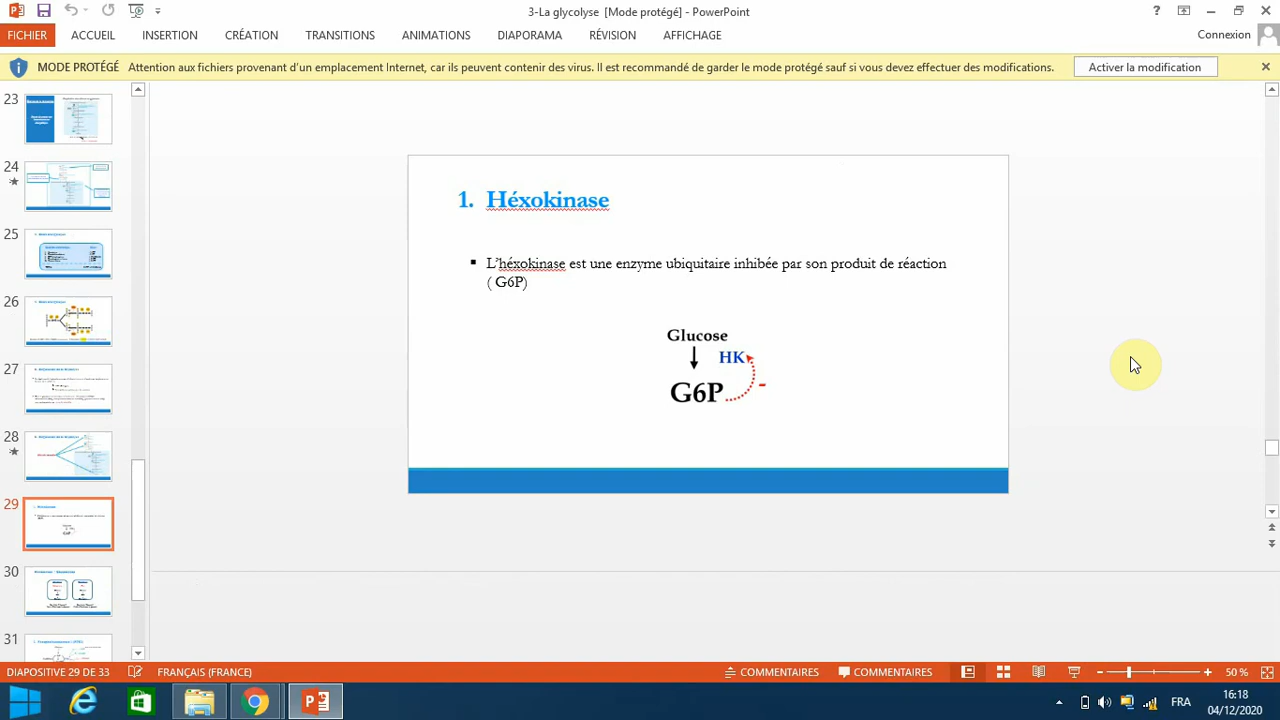 3-La glycolyse [Mode protégé] - PowerPoint
FICHIER ACCUEIL INSERTION CRÉATION TRANSITIONS ANIMATIONS DIAPORAMA RÉVISION AFFICHAGE Connexion
MODE PROTÉGÉ Attention aux fichiers provenant d'un emplacement Internet, car ils peuvent contenir des virus. Il est recommandé de garder le mode protégé sauf si vous devez effectuer des modifications. Activer la modification
23
24
25
26
27
28
29
30
31
1. Héxokinase
L'héxokinase est une enzyme ubiquitaire inhibée par son produit de réaction
( G6P)
Glucose
HK
G6P
-
DIAPOSITIVE 29 DE 33 FRANÇAIS (FRANCE) COMMENTAIRES COMMENTAIRES 50 %
FRA
16:18
04/12/2020